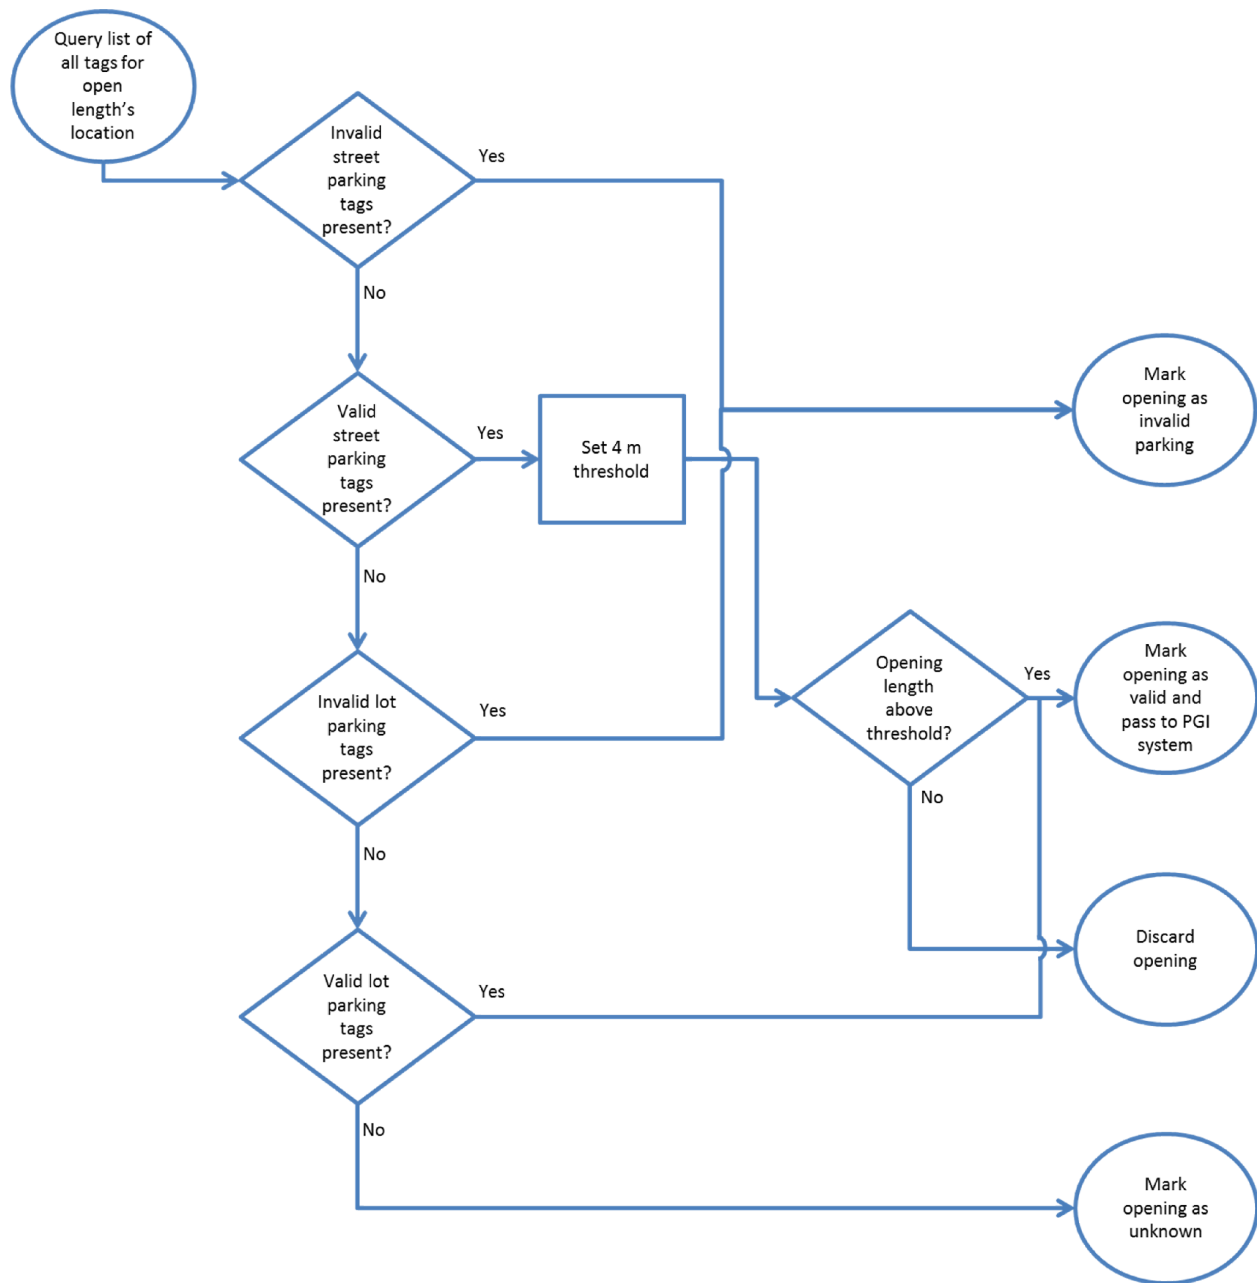 Query list of
all tags for
open
length's
location
Invalid
street
parking
tags
present?
Yes
No
Valid
street
parking
tags
present?
Yes
Set 4 m
threshold
Mark
opening as
invalid
parking
No
Invalid lot
parking
tags
present?
Yes
Opening
length
above
threshold?
Yes
Mark
opening as
valid and
pass to PGI
system
No
No
Valid lot
parking
tags
present?
Yes
Discard
opening
No
Mark
opening as
unknown